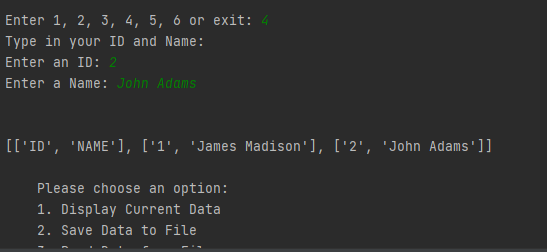 Enter 1, 2, 3, 4, 5, 6 or exit: 4
Type in your ID and Name:
Enter an ID: 2
Enter a Name: John Adams
[['ID', 'NAME'], ['1', 'James Madison'], ['2', 'John Adams']]
Please choose an option:
1. Display Current Data
2. Save Data to File